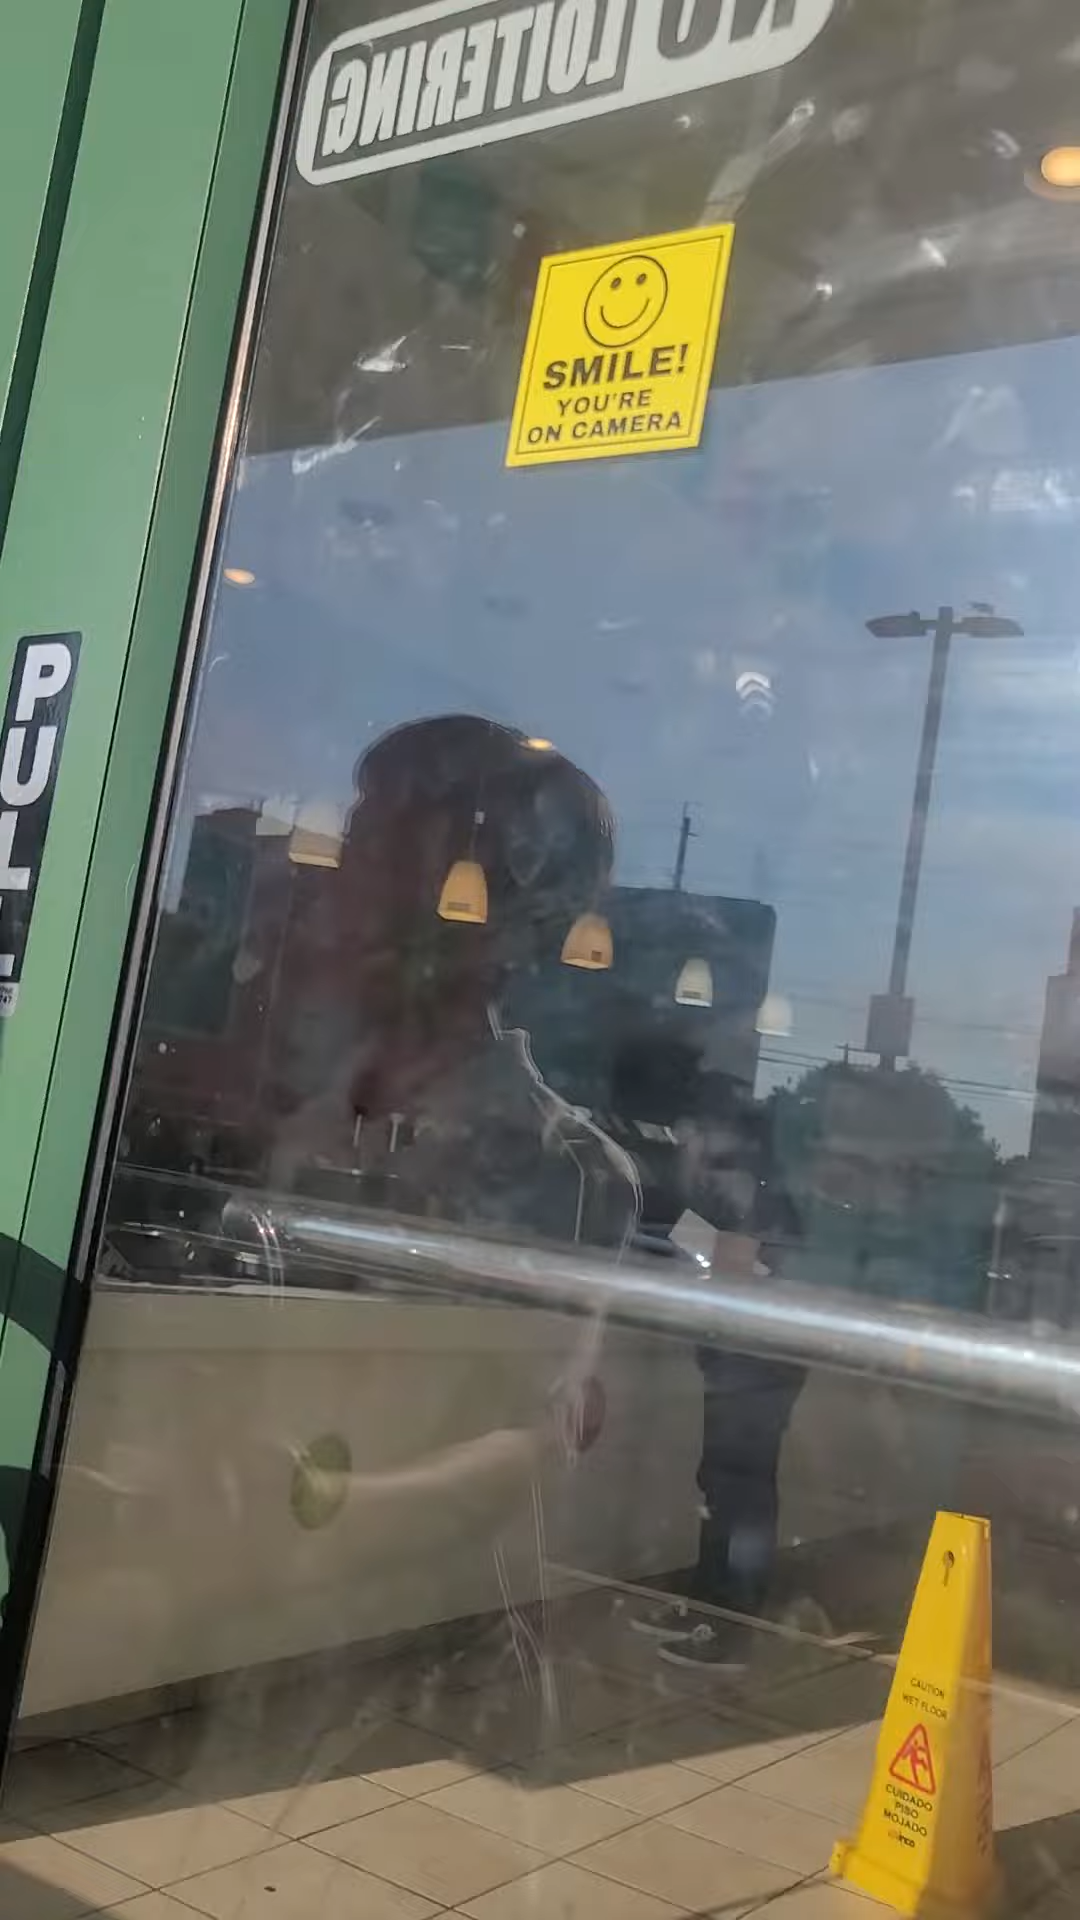 NO LOITERING
SMILE!
YOU'RE
ON CAMERA
PULL
CAUTION
WET FLOOR
CUIDADO
PISO
MOJADO